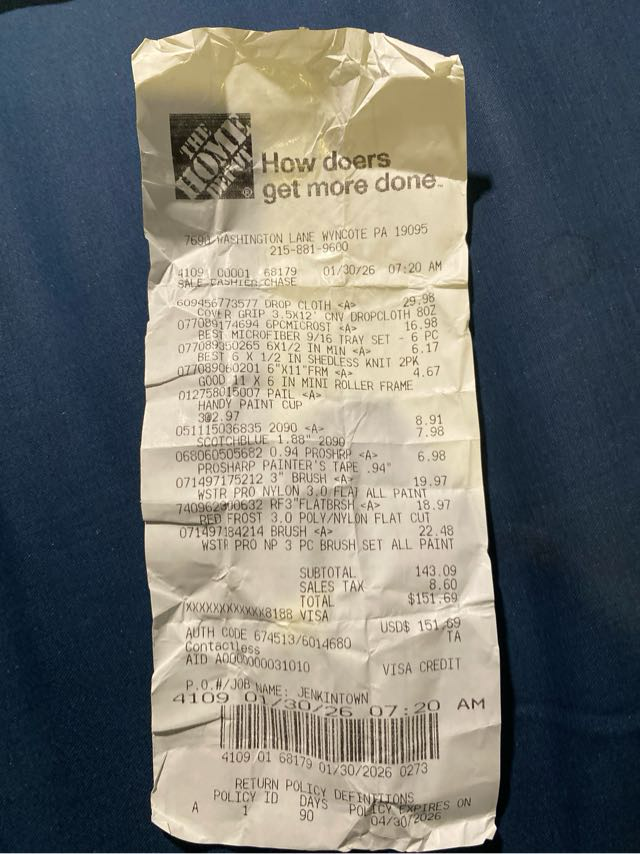 THE
HOME
DEPOT
®
How doers
get more done™
7690 WASHINGTON LANE WYNCOTE PA 19095
215-881-9600
4109 00001 68179 01/30/26 07:20 AM
SALE CASHIER CHASE
609456773577 DROP CLOTH <A> 29.98
COVER GRIP 3.5X12' CNV DROPCLOTH 8OZ
077089174694 6PCMICROST <A> 16.98
BEST MICROFIBER 9/16 TRAY SET - 6 PC
077089350265 6X1/2 IN MIN <A> 6.17
BEST 6 X 1/2 IN SHEDLESS KNIT 2PK
077089060201 6"X11"FRM <A> 4.67
GOOD 11 X 6 IN MINI ROLLER FRAME
012758015007 PAIL <A>
HANDY PAINT CUP
3@2.97 8.91
051115036835 2090 <A> 7.98
SCOTCHBLUE 1.88" 2090
068060505682 0.94 PROSHRP <A> 6.98
PROSHARP PAINTER'S TAPE .94"
071497175212 3" BRUSH <A> 19.97
WSTR PRO NYLON 3.0 FLAT ALL PAINT
740962300632 RF3"FLATBRSH <A> 18.97
RED FROST 3.0 POLY/NYLON FLAT CUT
071497184214 BRUSH <A> 22.48
WSTR PRO NP 3 PC BRUSH SET ALL PAINT
SUBTOTAL 143.09
SALES TAX 8.60
TOTAL $151.69
XXXXXXXXXXXX8188 VISA
USD$ 151.69
AUTH CODE 674513/6014680 TA
Contactless
AID A0000000031010 VISA CREDIT
P.O.#/JOB NAME: JENKINTOWN
4109 01/30/26 07:20 AM
4109 01 68179 01/30/2026 0273
RETURN POLICY DEFINITIONS
POLICY ID DAYS POLICY EXPIRES ON
A 1 90 04/30/2026